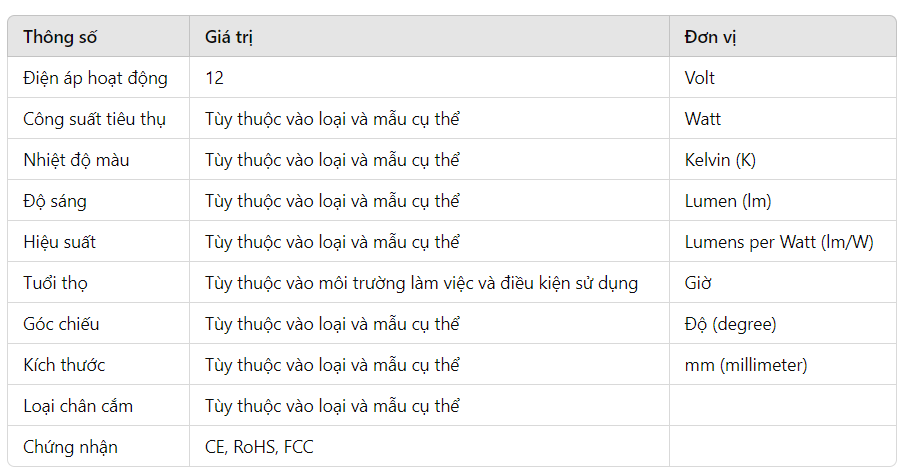 Thông số Giá trị Đơn vị
Điện áp hoạt động 12 Volt
Công suất tiêu thụ Tùy thuộc vào loại và mẫu cụ thể Watt
Nhiệt độ màu Tùy thuộc vào loại và mẫu cụ thể Kelvin (K)
Độ sáng Tùy thuộc vào loại và mẫu cụ thể Lumen (lm)
Hiệu suất Tùy thuộc vào loại và mẫu cụ thể Lumens per Watt (lm/W)
Tuổi thọ Tùy thuộc vào môi trường làm việc và điều kiện sử dụng Giờ
Góc chiếu Tùy thuộc vào loại và mẫu cụ thể Độ (degree)
Kích thước Tùy thuộc vào loại và mẫu cụ thể mm (millimeter)
Loại chân cắm Tùy thuộc vào loại và mẫu cụ thể
Chứng nhận CE, RoHS, FCC